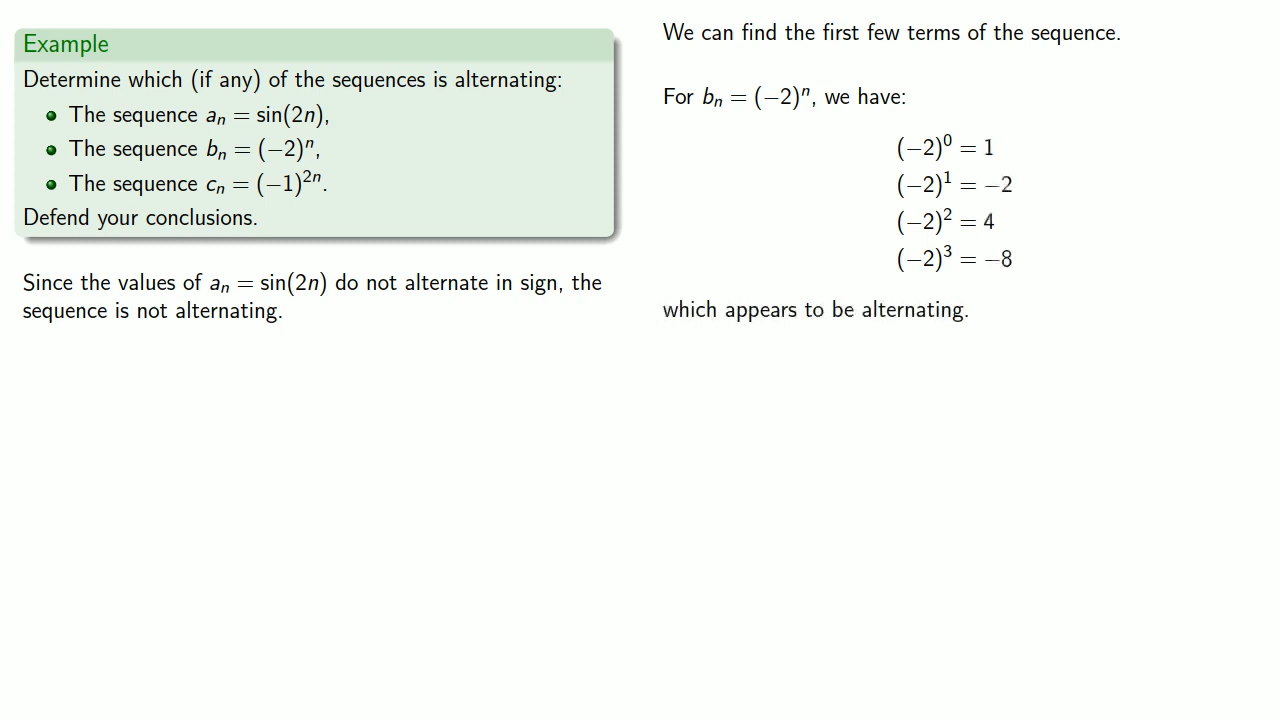 Example
Determine which (if any) of the sequences is alternating:
The sequence aₙ = sin(2n),
The sequence bₙ = (−2)ⁿ,
The sequence cₙ = (−1)²ⁿ.
Defend your conclusions.
Since the values of aₙ = sin(2n) do not alternate in sign, the
sequence is not alternating.
We can find the first few terms of the sequence.
For bₙ = (−2)ⁿ, we have:
(−2)⁰ = 1
(−2)¹ = −2
(−2)² = 4
(−2)³ = −8
which appears to be alternating.